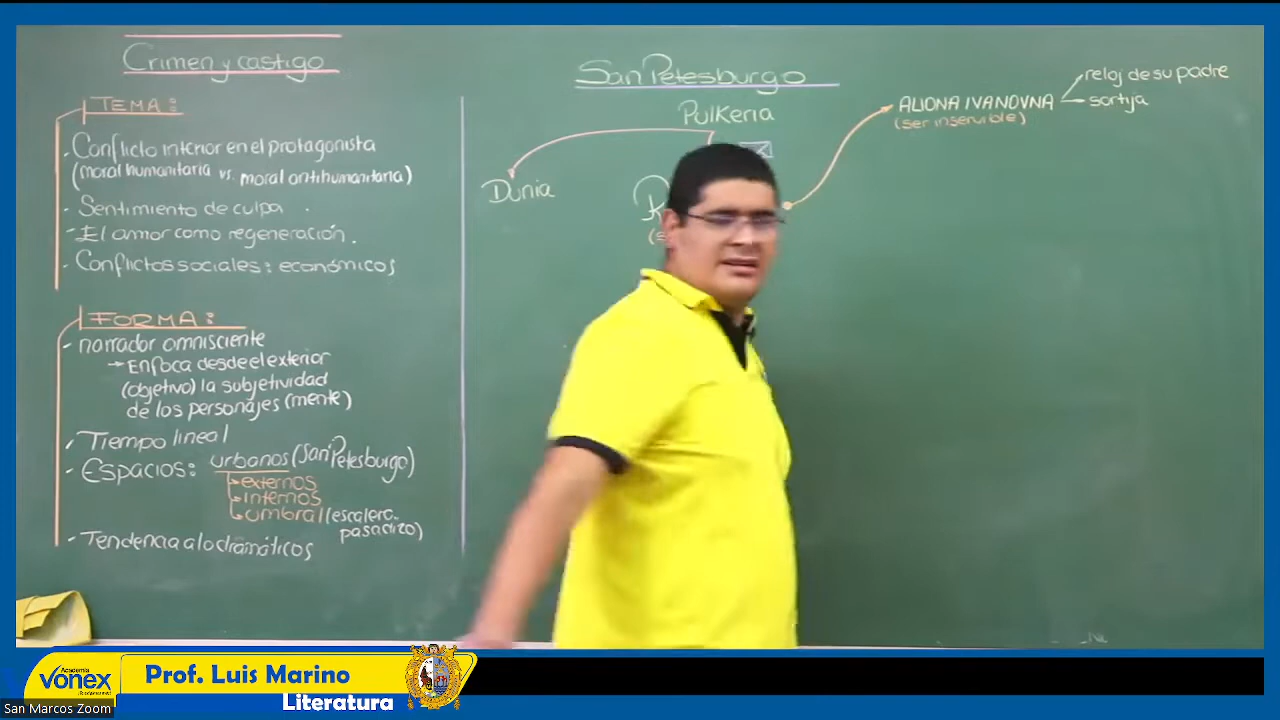 Crimen y castigo
TEMA:
. Conflicto interior en el protagonista
(moral humanitaria vs. moral antihumanitaria)
. Sentimiento de culpa .
- El amor como regeneración.
- Conflictos sociales: económicos
FORMA:
- narrador omnisciente
→ Enfoca desde el exterior
(objetivo) la subjetividad
de los personajes (mente)
- Tiempo lineal
- Espacios: urbanos (San Petesburgo)
externos
internos
umbral (escalera.
pasadizo)
- Tendencia a lo dramáticos
San Petesburgo
Pulkeria
Dunia
R
ALIONA IVANOVNA
(ser inservible)
reloj de su padre
sortija
Academia
vonex
Prof. Luis Marino
Literatura
San Marcos Zoom